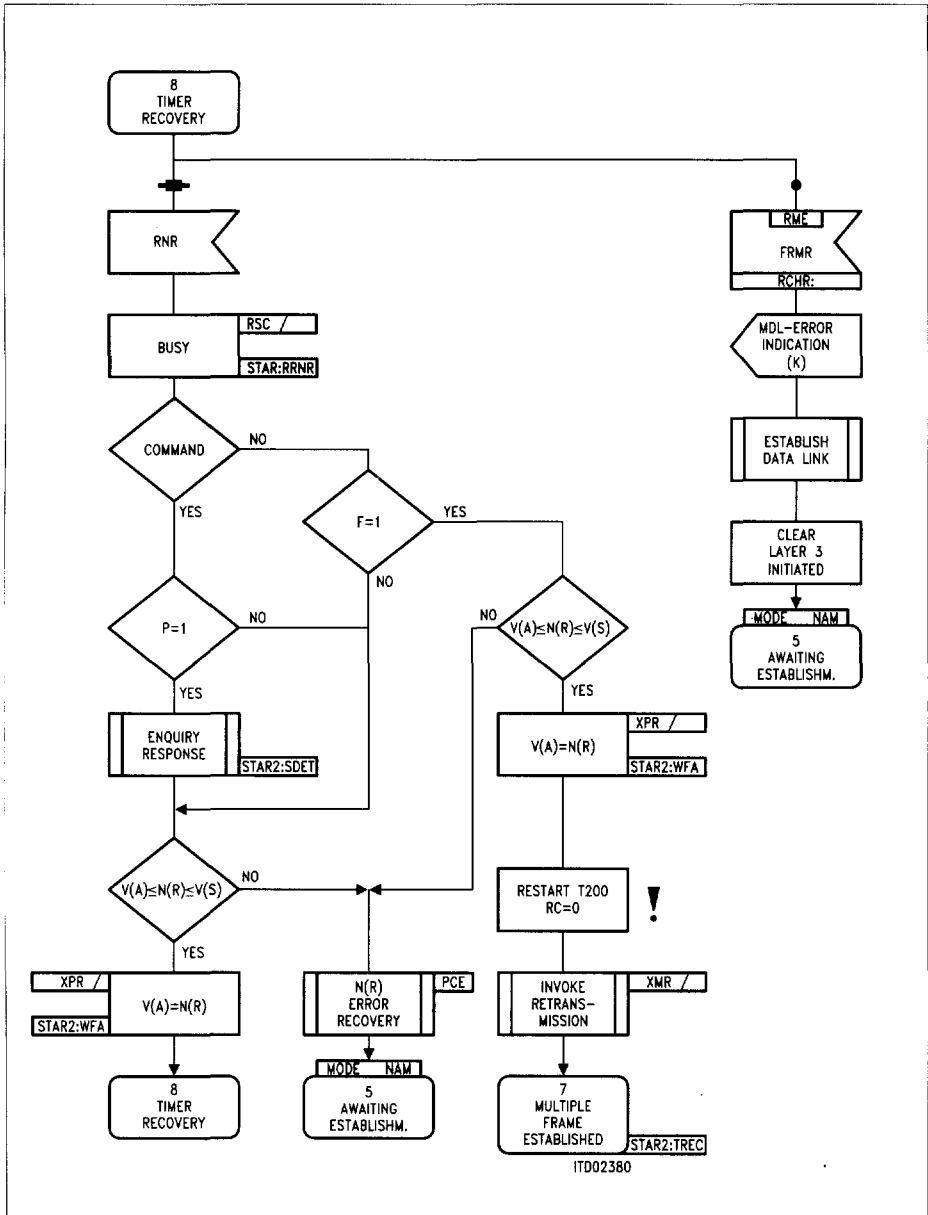 8
TIMER
RECOVERY
RNR
BUSY
RSC /
STAR:RRNR
COMMAND
NO
YES
F=1
YES
NO
P=1
NO
YES
ENQUIRY
RESPONSE
STAR2:SDET
V(A)≤N(R)≤V(S)
NO
YES
XPR /
STAR2:WFA
V(A)=N(R)
8
TIMER
RECOVERY
N(R)
ERROR
RECOVERY
PCE
MODE NAM
5
AWAITING
ESTABLISHM.
NO
V(A)≤N(R)≤V(S)
YES
V(A)=N(R)
XPR /
STAR2:WFA
RESTART T200
RC=0
!
INVOKE
RETRANS-
MISSION
XMR /
7
MULTIPLE
FRAME
ESTABLISHED
STAR2:TREC
RME
FRMR
RCHR:
MDL-ERROR
INDICATION
(K)
ESTABLISH
DATA LINK
CLEAR
LAYER 3
INITIATED
MODE NAM
5
AWAITING
ESTABLISHM.
ITD02380